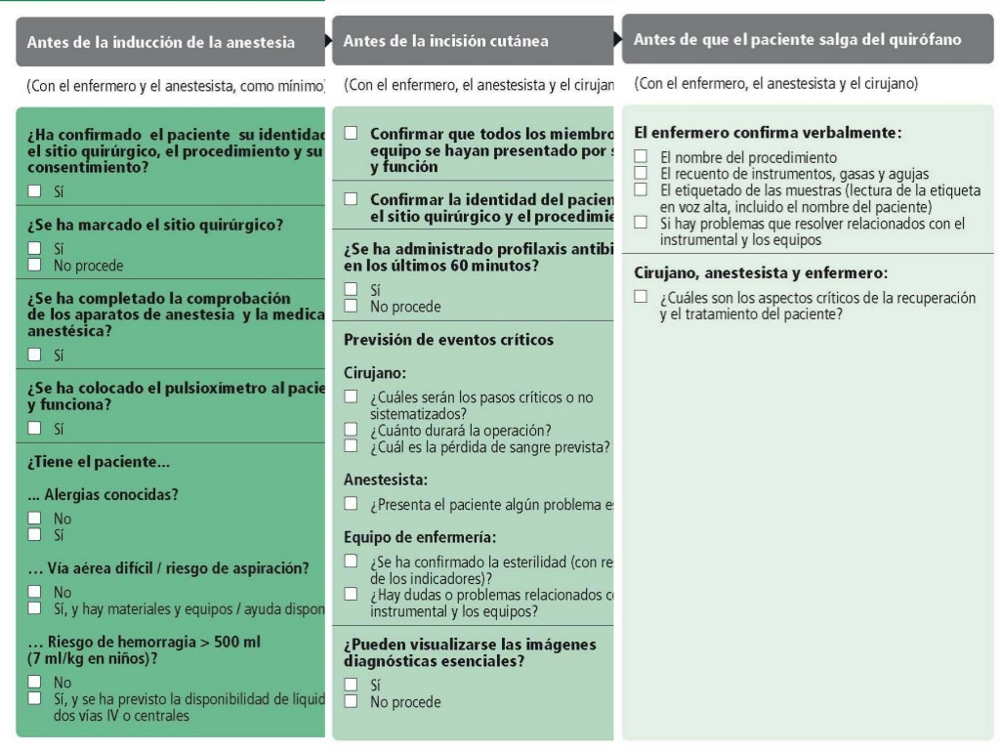 Antes de la inducción de la anestesia
(Con el enfermero y el anestesista, como mínimo)
¿Ha confirmado el paciente su identidad
el sitio quirúrgico, el procedimiento y su
consentimiento?
Sí
¿Se ha marcado el sitio quirúrgico?
Sí
No procede
¿Se ha completado la comprobación
de los aparatos de anestesia y la medica
anestésica?
Sí
¿Se ha colocado el pulsioxímetro al pacie
y funciona?
Sí
¿Tiene el paciente...
... Alergias conocidas?
No
Sí
... Vía aérea difícil / riesgo de aspiración?
No
Sí, y hay materiales y equipos / ayuda dispon
... Riesgo de hemorragia > 500 ml
(7 ml/kg en niños)?
No
Sí, y se ha previsto la disponibilidad de líquid
dos vías IV o centrales
Antes de la incisión cutánea
(Con el enfermero, el anestesista y el cirujan
Confirmar que todos los miembro
equipo se hayan presentado por s
y función
Confirmar la identidad del pacien
el sitio quirúrgico y el procedimie
¿Se ha administrado profilaxis antibi
en los últimos 60 minutos?
Sí
No procede
Previsión de eventos críticos
Cirujano:
¿Cuáles serán los pasos críticos o no
sistematizados?
¿Cuánto durará la operación?
¿Cuál es la pérdida de sangre prevista?
Anestesista:
¿Presenta el paciente algún problema es
Equipo de enfermería:
¿Se ha confirmado la esterilidad (con re
de los indicadores)?
¿Hay dudas o problemas relacionados c
instrumental y los equipos?
¿Pueden visualizarse las imágenes
diagnósticas esenciales?
Sí
No procede
Antes de que el paciente salga del quirófano
(Con el enfermero, el anestesista y el cirujano)
El enfermero confirma verbalmente:
El nombre del procedimiento
El recuento de instrumentos, gasas y agujas
El etiquetado de las muestras (lectura de la etiqueta
en voz alta, incluido el nombre del paciente)
Si hay problemas que resolver relacionados con el
instrumental y los equipos
Cirujano, anestesista y enfermero:
¿Cuáles son los aspectos críticos de la recuperación
y el tratamiento del paciente?